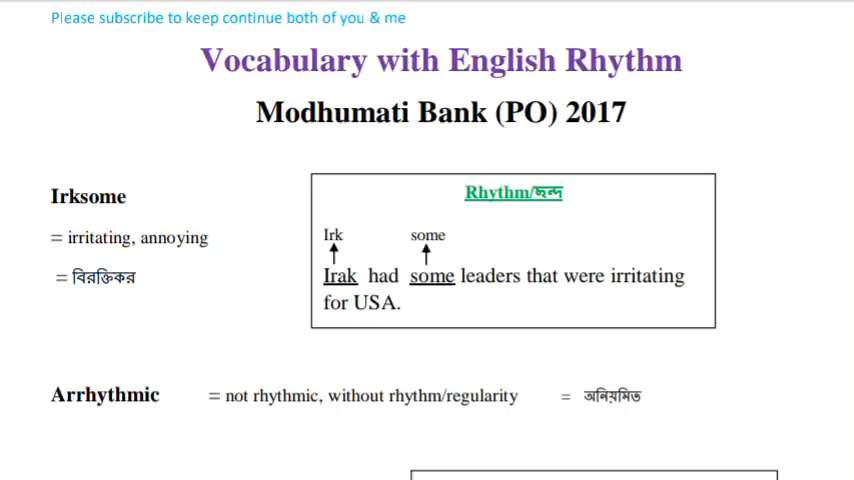 Please subscribe to keep continue both of you & me
Vocabulary with English Rhythm
Modhumati Bank (PO) 2017
Irksome
= irritating, annoying
= বিরক্তিকর
Rhythm/ছন্দ
Irk some
Irak had some leaders that were irritating
for USA.
Arrhythmic = not rhythmic, without rhythm/regularity = অনিয়মিত